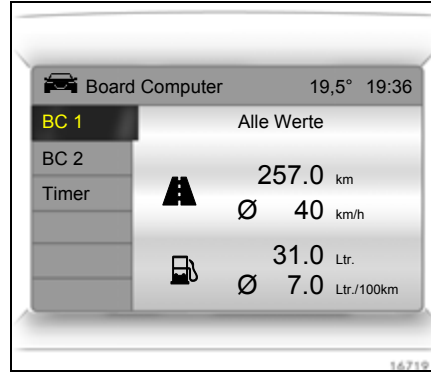 Board Computer 19,5° 19:36
BC 1 Alle Werte
BC 2
Timer
257.0 km
Ø 40 km/h
31.0 Ltr.
Ø 7.0 Ltr./100km
16719